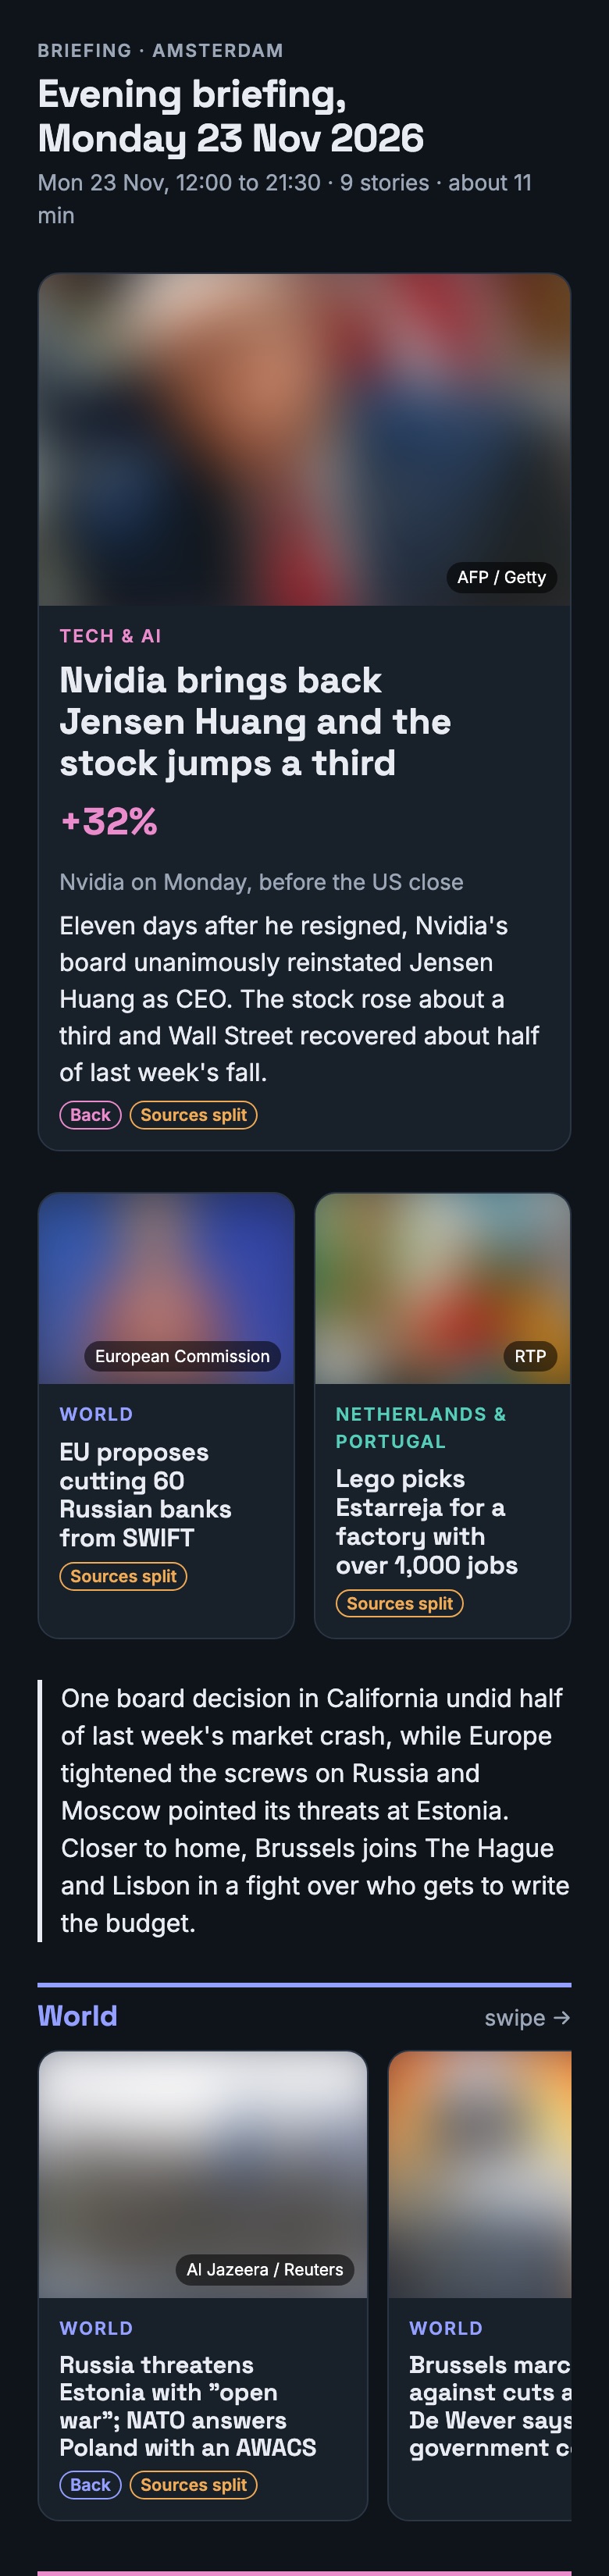 BRIEFING · AMSTERDAM
Evening briefing,
Monday 23 Nov 2026
Mon 23 Nov, 12:00 to 21:30 · 9 stories · about 11
min
AFP / Getty
TECH & AI
Nvidia brings back
Jensen Huang and the
stock jumps a third
+32%
Nvidia on Monday, before the US close
Eleven days after he resigned, Nvidia's
board unanimously reinstated Jensen
Huang as CEO. The stock rose about a
third and Wall Street recovered about half
of last week's fall.
Back
Sources split
European Commission
WORLD
EU proposes
cutting 60
Russian banks
from SWIFT
Sources split
RTP
NETHERLANDS &
PORTUGAL
Lego picks
Estarreja for a
factory with
over 1,000 jobs
Sources split
One board decision in California undid half
of last week's market crash, while Europe
tightened the screws on Russia and
Moscow pointed its threats at Estonia.
Closer to home, Brussels joins The Hague
and Lisbon in a fight over who gets to write
the budget.
World
swipe →
Al Jazeera / Reuters
WORLD
Russia threatens
Estonia with ”open
war”; NATO answers
Poland with an AWACS
Back
Sources split
WORLD
Brussels marc
against cuts a
De Wever says
government c